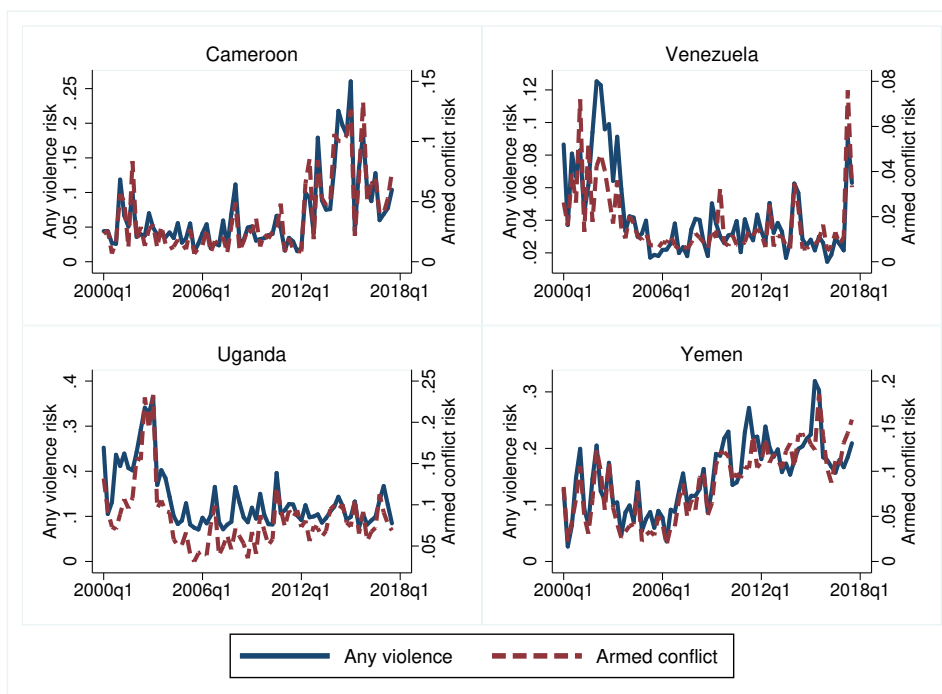 Cameroon
Any violence risk
0 .05 .1 .15 .2 .25
0 .05 .1 .15
Armed conflict risk
2000q1 2006q1 2012q1 2018q1
Venezuela
Any violence risk
.02 .04 .06 .08 .1 .12
0 .02 .04 .06 .08
Armed conflict risk
2000q1 2006q1 2012q1 2018q1
Uganda
Any violence risk
0 .1 .2 .3 .4
.05 .1 .15 .2 .25
Armed conflict risk
2000q1 2006q1 2012q1 2018q1
Yemen
Any violence risk
0 .1 .2 .3
0 .05 .1 .15 .2
Armed conflict risk
2000q1 2006q1 2012q1 2018q1
Any violence Armed conflict